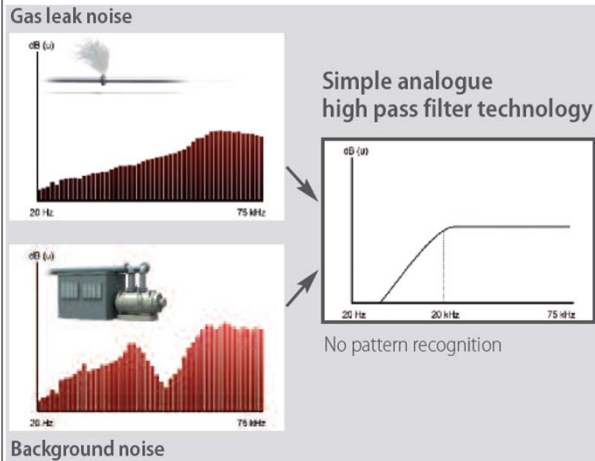 Gas leak noise
dB (u)
20 Hz
75 kHz
dB (u)
20 Hz
75 kHz
Background noise
Simple analogue
high pass filter technology
dB (u)
20 Hz
20 kHz
75 kHz
No pattern recognition